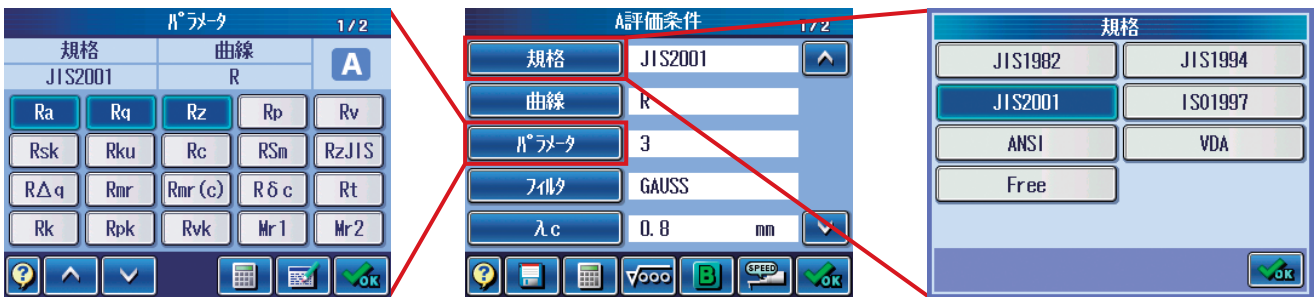 パラメータ 1/2
規格 曲線
JIS2001 R
A
Ra Rq Rz Rp Rv
Rsk Rku Rc RSm RzJIS
RΔq Rmr Rmr(c) Rδc Rt
Rk Rpk Rvk Mr1 Mr2
OK
A評価条件 1/2
規格 JIS2001
曲線 R
パラメータ 3
フィルタ GAUSS
λc 0.8 mm
√000 B SPEED OK
規格
JIS1982 JIS1994
JIS2001 ISO1997
ANSI VDA
Free
OK